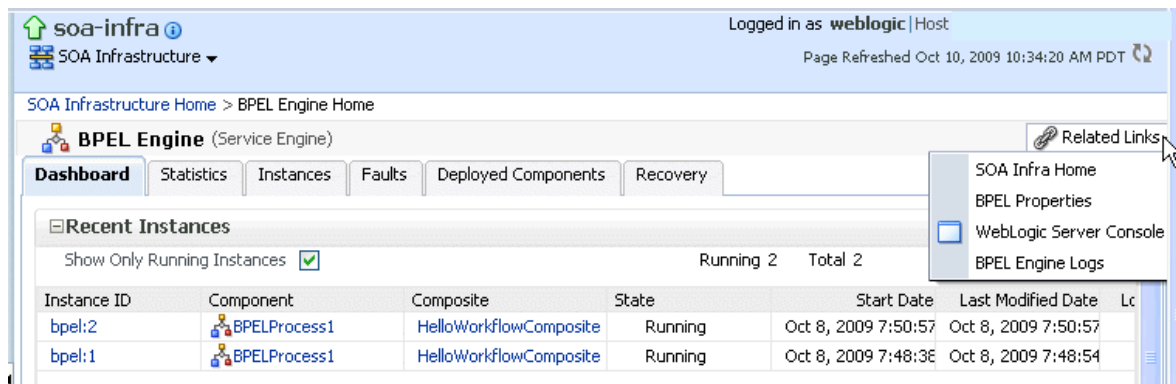 soa-infra
Logged in as weblogic|Host
SOA Infrastructure
Page Refreshed Oct 10, 2009 10:34:20 AM PDT
SOA Infrastructure Home > BPEL Engine Home
BPEL Engine (Service Engine)
Related Links
Dashboard Statistics Instances Faults Deployed Components Recovery
SOA Infra Home
BPEL Properties
WebLogic Server Console
BPEL Engine Logs
Recent Instances
Show Only Running Instances Running 2 Total 2
Instance ID Component Composite State Start Date Last Modified Date Lo
bpel:2 BPELProcess1 HelloWorkflowComposite Running Oct 8, 2009 7:50:57 Oct 8, 2009 7:50:57
bpel:1 BPELProcess1 HelloWorkflowComposite Running Oct 8, 2009 7:48:38 Oct 8, 2009 7:48:54